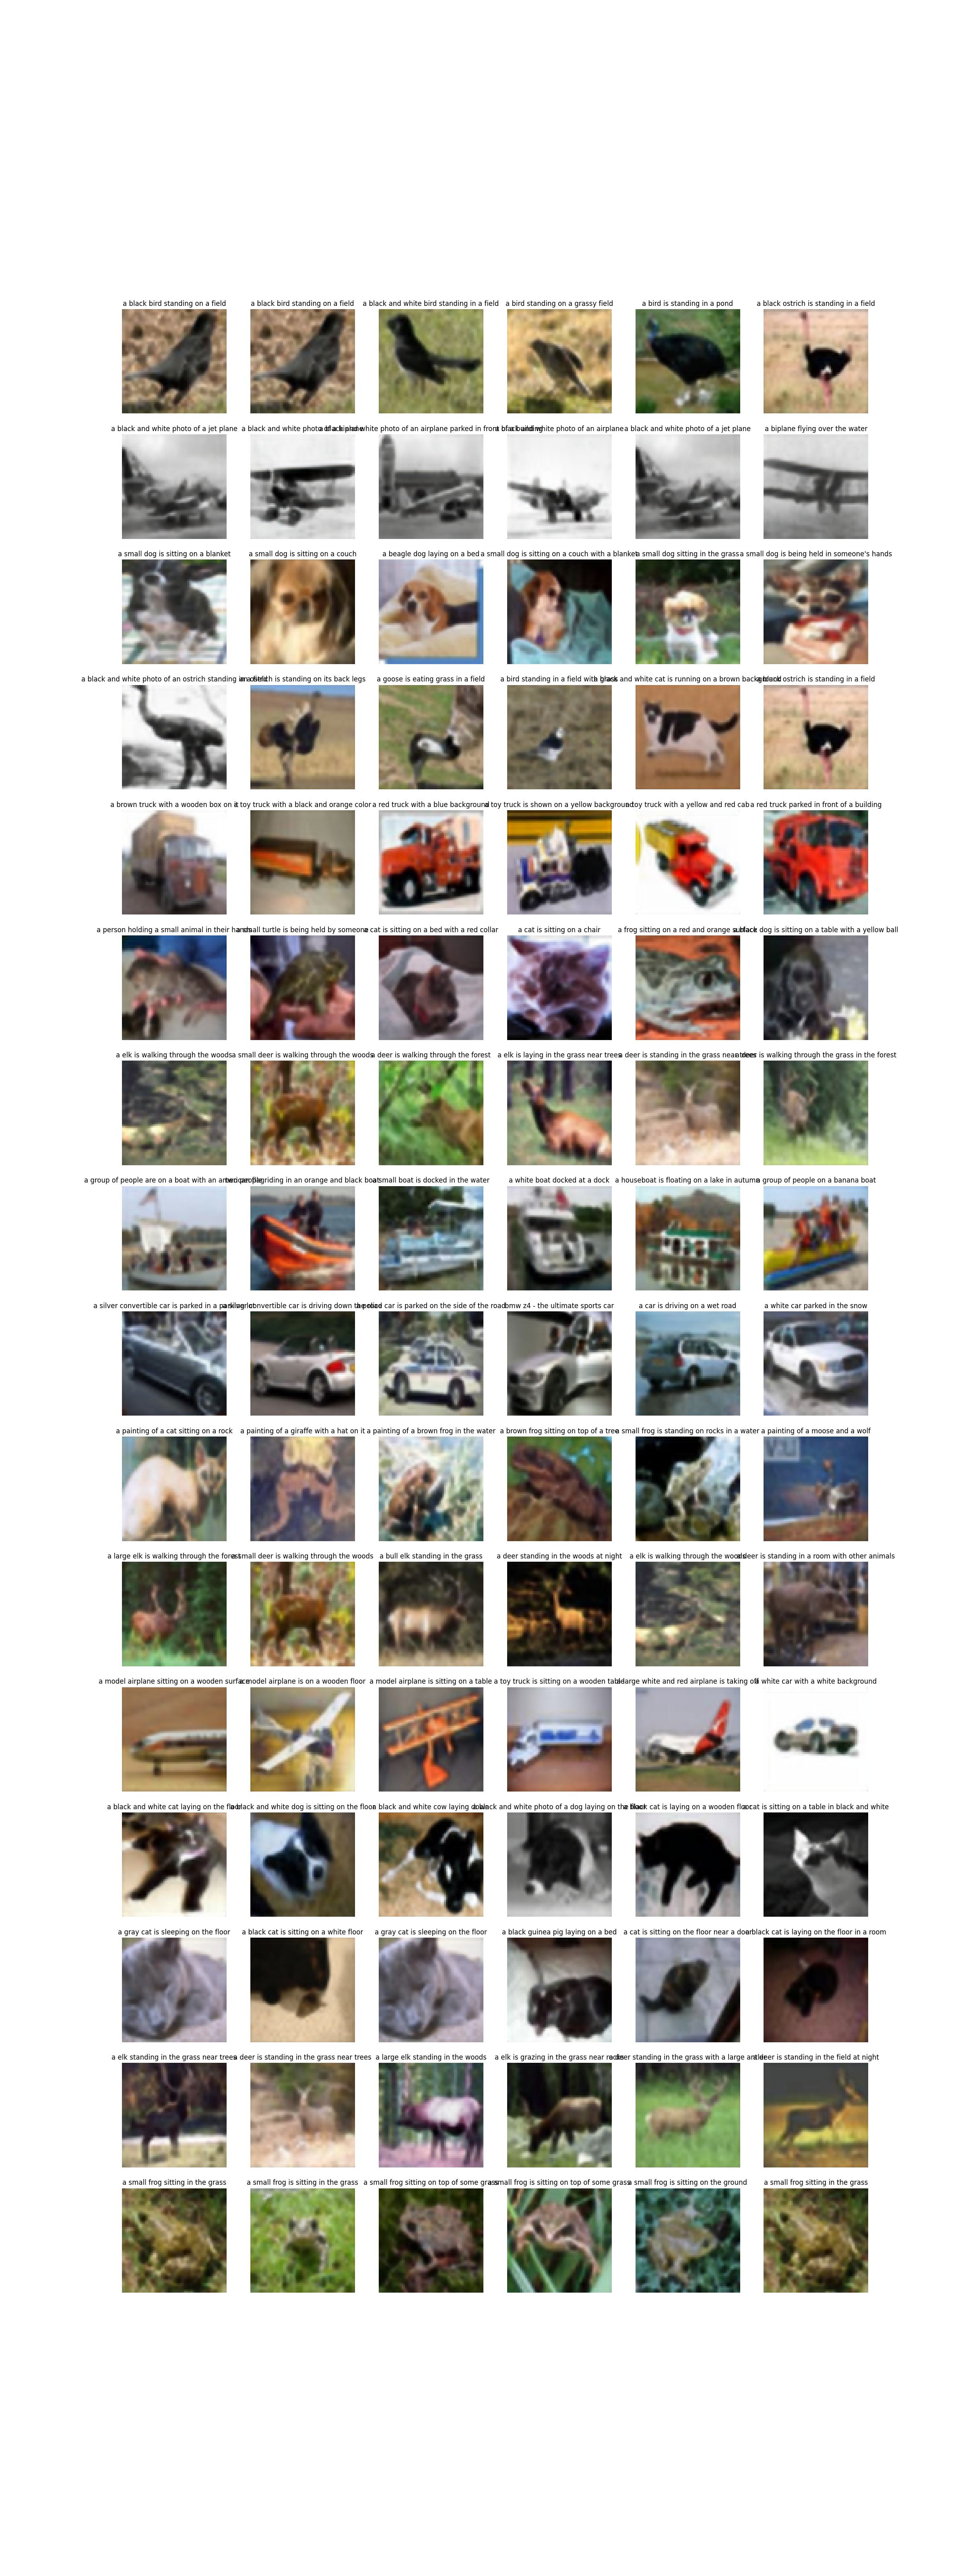 a black bird standing on a field
a black bird standing on a field
a black and white bird standing in a field
a bird standing on a grassy field
a bird is standing in a pond
a black ostrich is standing in a field
a black and white photo of a jet plane
a black and white photo of a biplane
a black and white photo of an airplane parked in front of a building
a black and white photo of an airplane
a black and white photo of a jet plane
a biplane flying over the water
a small dog is sitting on a blanket
a small dog is sitting on a couch
a beagle dog laying on a bed
a small dog is sitting on a couch with a blanket
a small dog sitting in the grass
a small dog is being held in someone's hands
a black and white photo of an ostrich standing in a field
an ostrich is standing on its back legs
a goose is eating grass in a field
a bird standing in a field with grass
a black and white cat is running on a brown background
a black ostrich is standing in a field
a brown truck with a wooden box on it
a toy truck with a black and orange color
a red truck with a blue background
a toy truck is shown on a yellow background
a toy truck with a yellow and red cab
a red truck parked in front of a building
a person holding a small animal in their hands
a small turtle is being held by someone
a cat is sitting on a bed with a red collar
a cat is sitting on a chair
a frog sitting on a red and orange surface
a black dog is sitting on a table with a yellow ball
a elk is walking through the woods
a small deer is walking through the woods
a deer is walking through the forest
a elk is laying in the grass near trees
a deer is standing in the grass near trees
a deer is walking through the grass in the forest
a group of people are on a boat with an american flag
two people riding in an orange and black boat
a small boat is docked in the water
a white boat docked at a dock
a houseboat is floating on a lake in autumn
a group of people on a banana boat
a silver convertible car is parked in a parking lot
a silver convertible car is driving down the road
a police car is parked on the side of the road
bmw z4 - the ultimate sports car
a car is driving on a wet road
a white car parked in the snow
a painting of a cat sitting on a rock
a painting of a giraffe with a hat on it
a painting of a brown frog in the water
a brown frog sitting on top of a tree
a small frog is standing on rocks in a water
a painting of a moose and a wolf
a large elk is walking through the forest
a small deer is walking through the woods
a bull elk standing in the grass
a deer standing in the woods at night
a elk is walking through the woods
a deer is standing in a room with other animals
a model airplane sitting on a wooden surface
a model airplane is on a wooden floor
a model airplane is sitting on a table
a toy truck is sitting on a wooden table
a large white and red airplane is taking off
a white car with a white background
a black and white cat laying on the floor
a black and white dog is sitting on the floor
a black and white cow laying down
a black and white photo of a dog laying on the floor
a black cat is laying on a wooden floor
a cat is sitting on a table in black and white
a gray cat is sleeping on the floor
a black cat is sitting on a white floor
a gray cat is sleeping on the floor
a black guinea pig laying on a bed
a cat is sitting on the floor near a door
a black cat is laying on the floor in a room
a elk standing in the grass near trees
a deer is standing in the grass near trees
a large elk standing in the woods
a elk is grazing in the grass near rocks
a deer standing in the grass with a large antler
a deer is standing in the field at night
a small frog sitting in the grass
a small frog is sitting in the grass
a small frog sitting on top of some grass
a small frog is sitting on top of some grass
a small frog is sitting on the ground
a small frog sitting in the grass